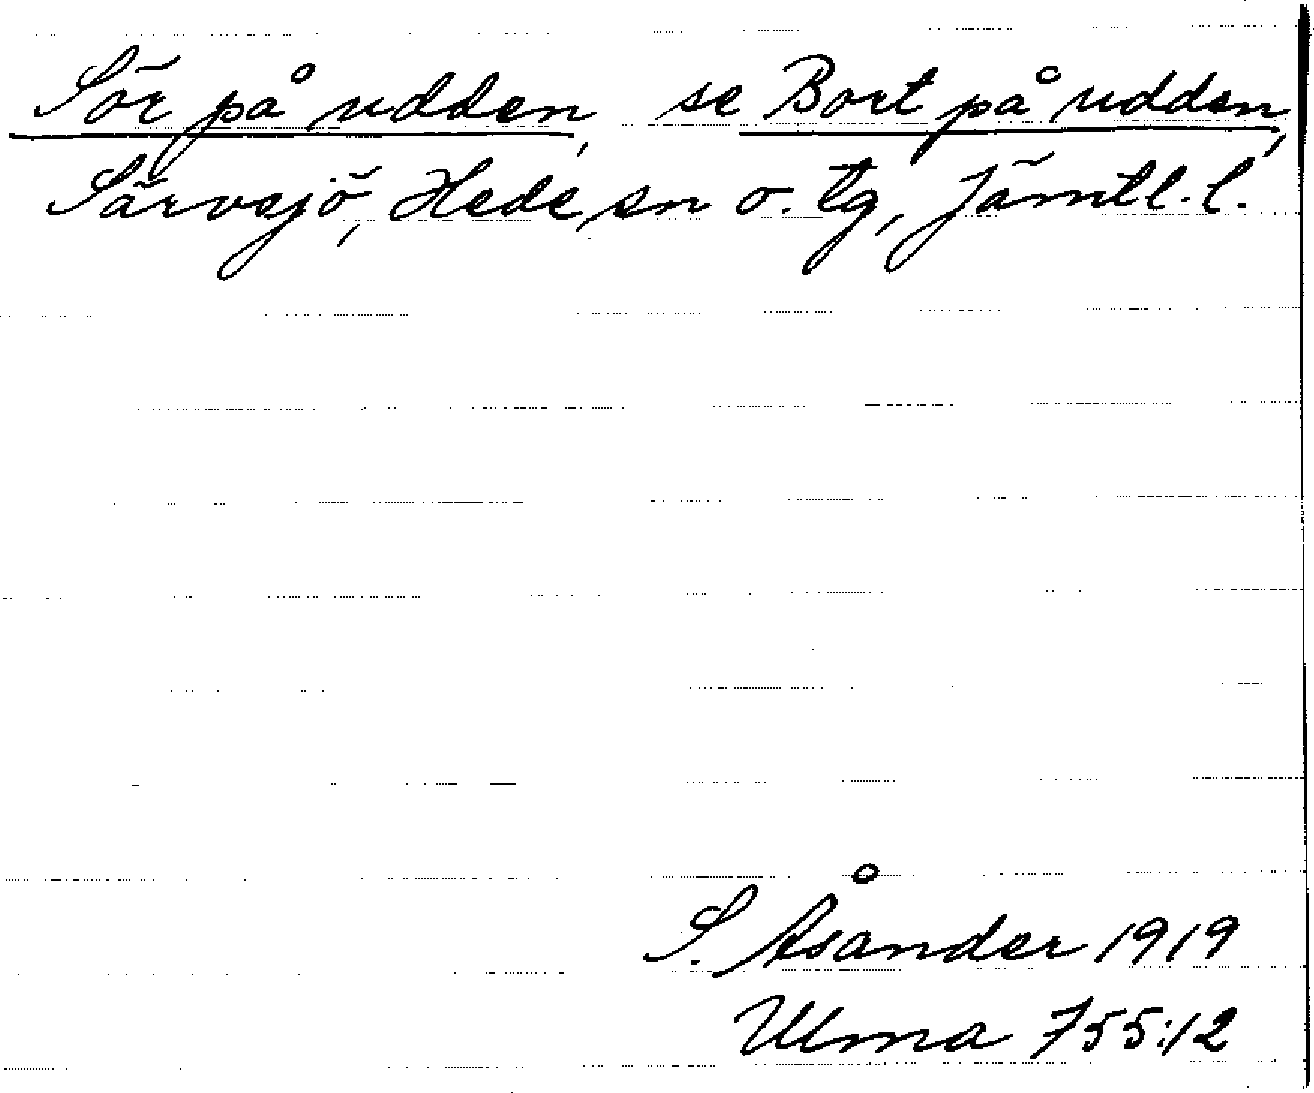 Sör på udden, se Bort på udden,
Särvsjö, Hede, sn o. tg, Jämtl. l.
S. Åsander 1919
Ulma 755:12